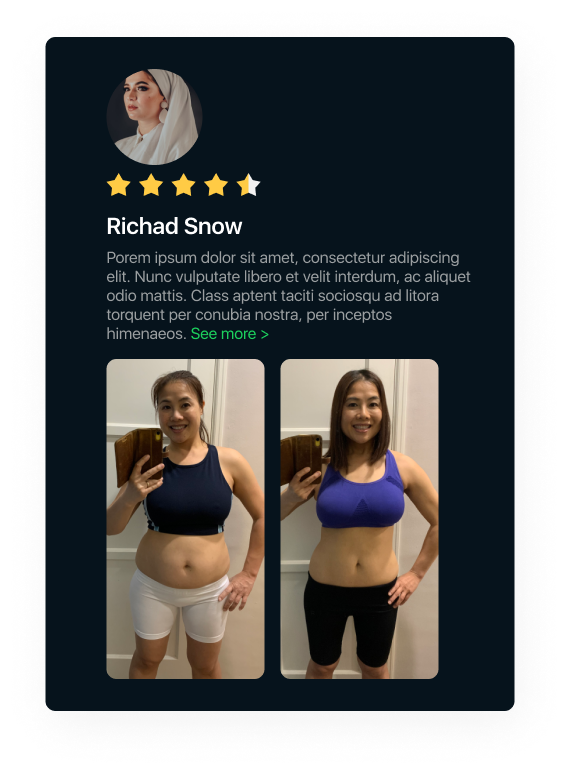 Richad Snow
Porem ipsum dolor sit amet, consectetur adipiscing
elit. Nunc vulputate libero et velit interdum, ac aliquet
odio mattis. Class aptent taciti sociosqu ad litora
torquent per conubia nostra, per inceptos
himenaeos. See more >